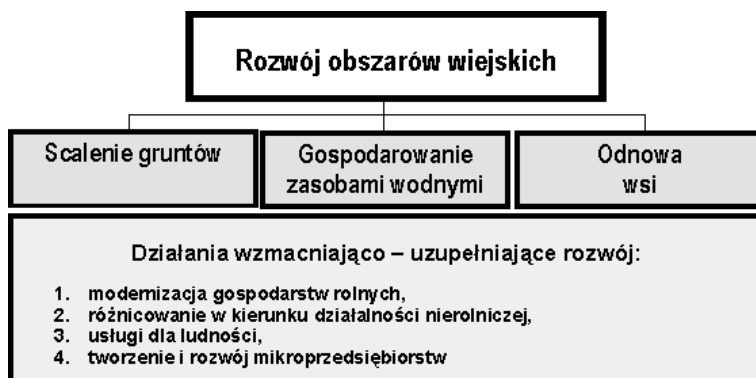 Rozwój obszarów wiejskich
Scalenie gruntów
Gospodarowanie
zasobami wodnymi
Odnowa
wsi
Działania wzmacniająco – uzupełniające rozwój:
1. modernizacja gospodarstw rolnych,
2. różnicowanie w kierunku działalności nierolniczej,
3. usługi dla ludności,
4. tworzenie i rozwój mikroprzedsiębiorstw